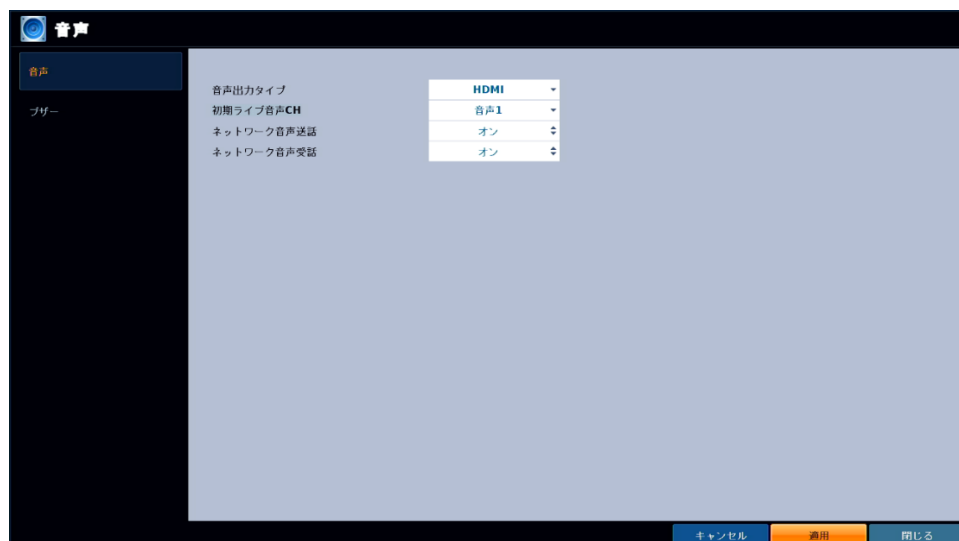 音声
音声
ブザー
音声出力タイプ HDMI
初期ライブ音声CH 音声1
ネットワーク音声送話 オン
ネットワーク音声受話 オン
キャンセル 適用 閉じる